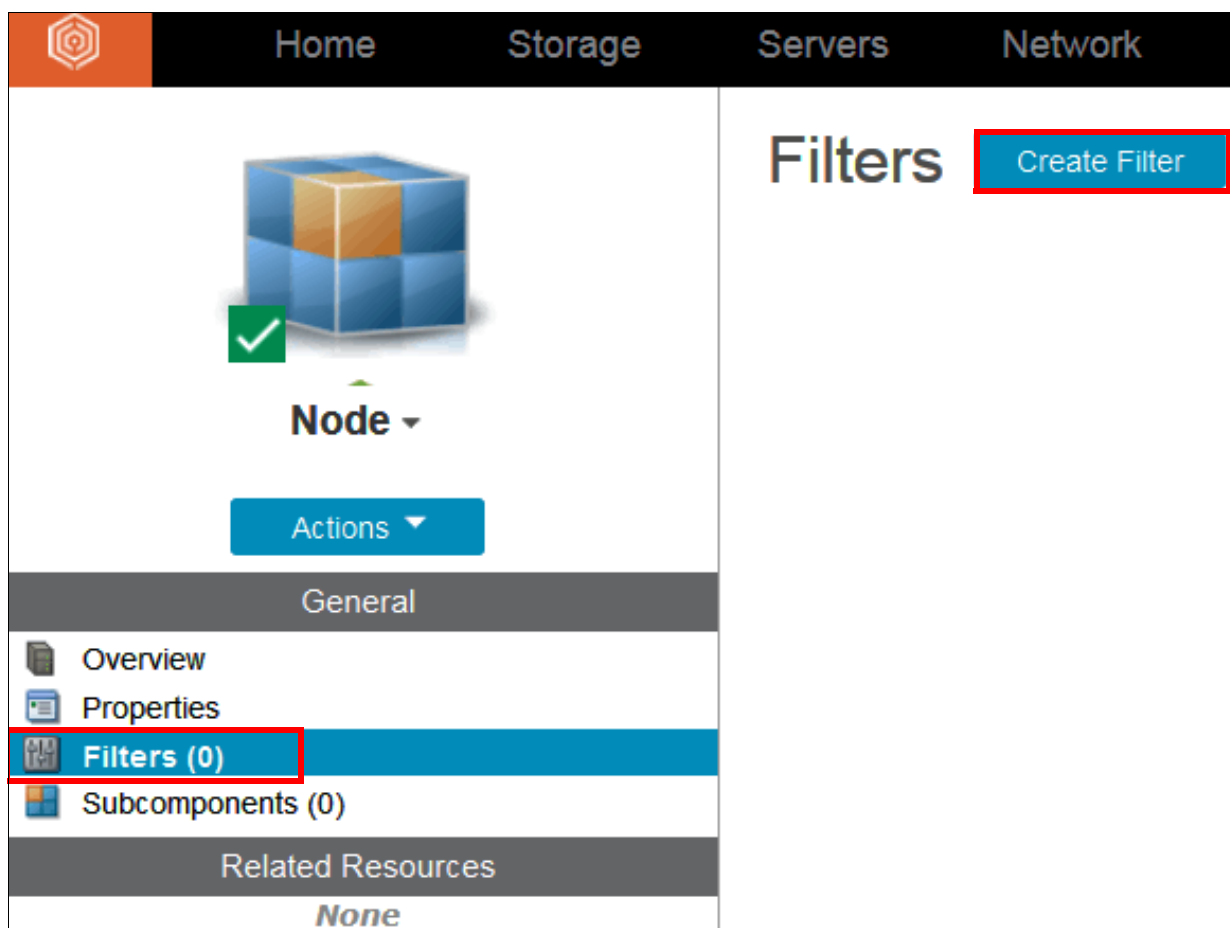 Home Storage Servers Network
Node
Actions
General
Overview
Properties
Filters (0)
Subcomponents (0)
Related Resources
None
Filters Create Filter